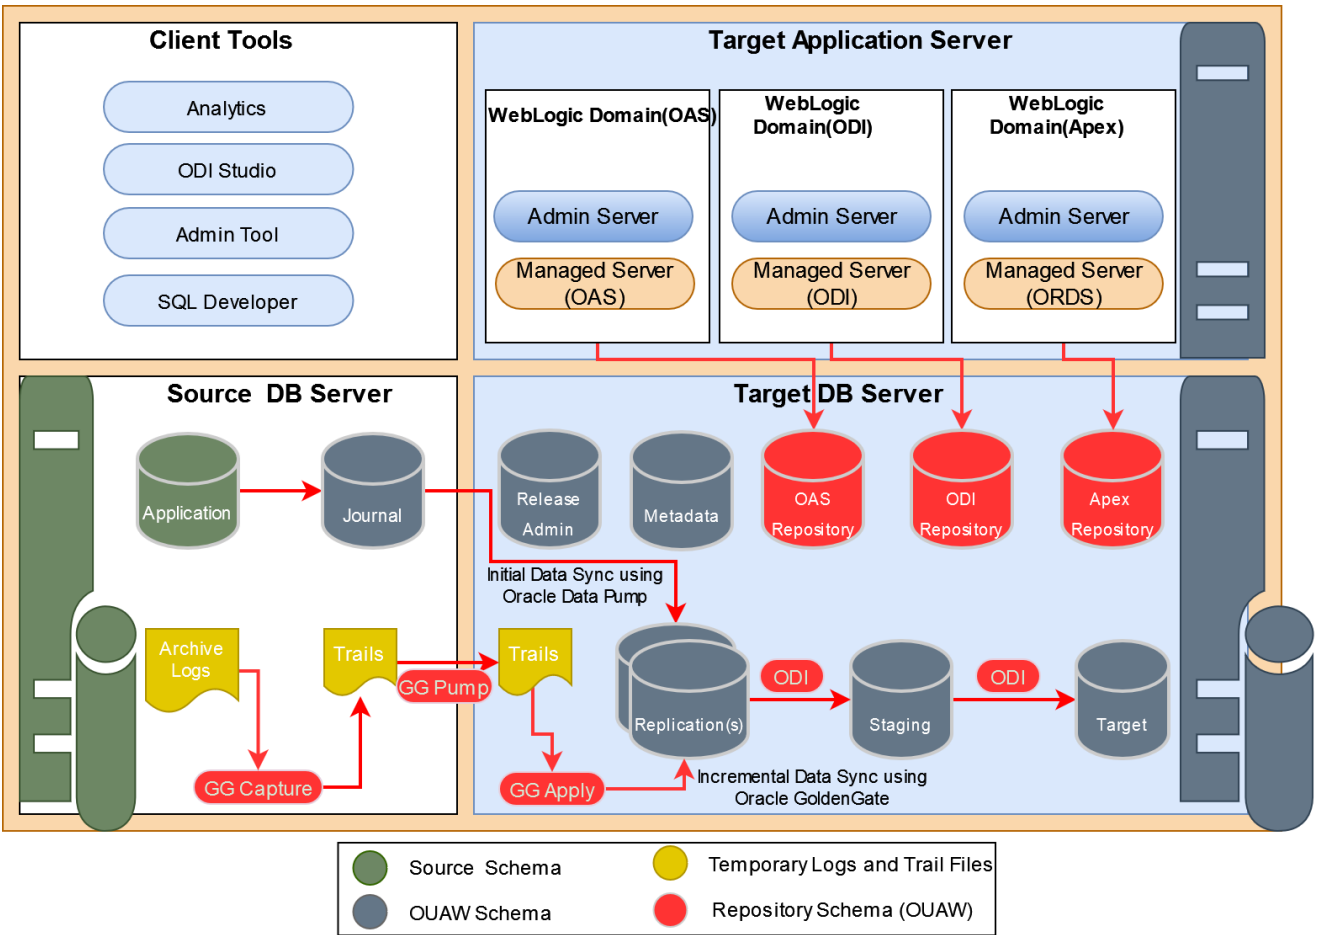 Client Tools
Analytics
ODI Studio
Admin Tool
SQL Developer
Target Application Server
WebLogic Domain(OAS)
Admin Server
Managed Server
(OAS)
WebLogic
Domain(ODI)
Admin Server
Managed Server
(ODI)
WebLogic
Domain(Apex)
Admin Server
Managed Server
(ORDS)
Source DB Server
Application
Journal
Archive
Logs
Trails
GG Pump
GG Capture
Target DB Server
Release
Admin
Metadata
OAS
Repository
ODI
Repository
Apex
Repository
Initial Data Sync using
Oracle Data Pump
Trails
GG Apply
Replication(s)
ODI
Staging
ODI
Target
Incremental Data Sync using
Oracle GoldenGate
Source Schema
OUAW Schema
Temporary Logs and Trail Files
Repository Schema (OUAW)